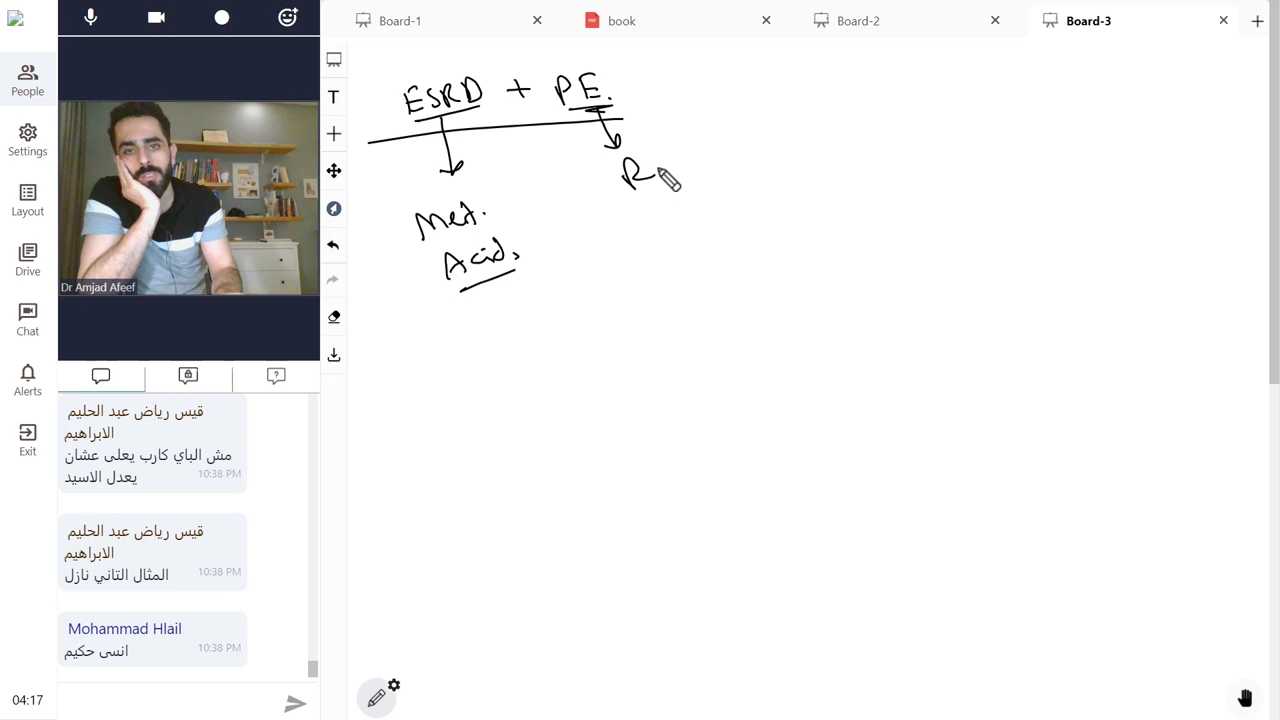 Board-1
book
Board-2
Board-3
People
Settings
Layout
Drive
Chat
Alerts
Exit
04:17
Dr Amjad Afeef
T
ESRD + PE.
Met.
Acid.
R
قيس رياض عبد الحليم
الابراهيم
مش الباي كارب يعلى عشان
يعدل الاسيد
10:38 PM
قيس رياض عبد الحليم
الابراهيم
المثال التاني نازل
10:38 PM
Mohammad Hlail
انسى حكيم
10:38 PM